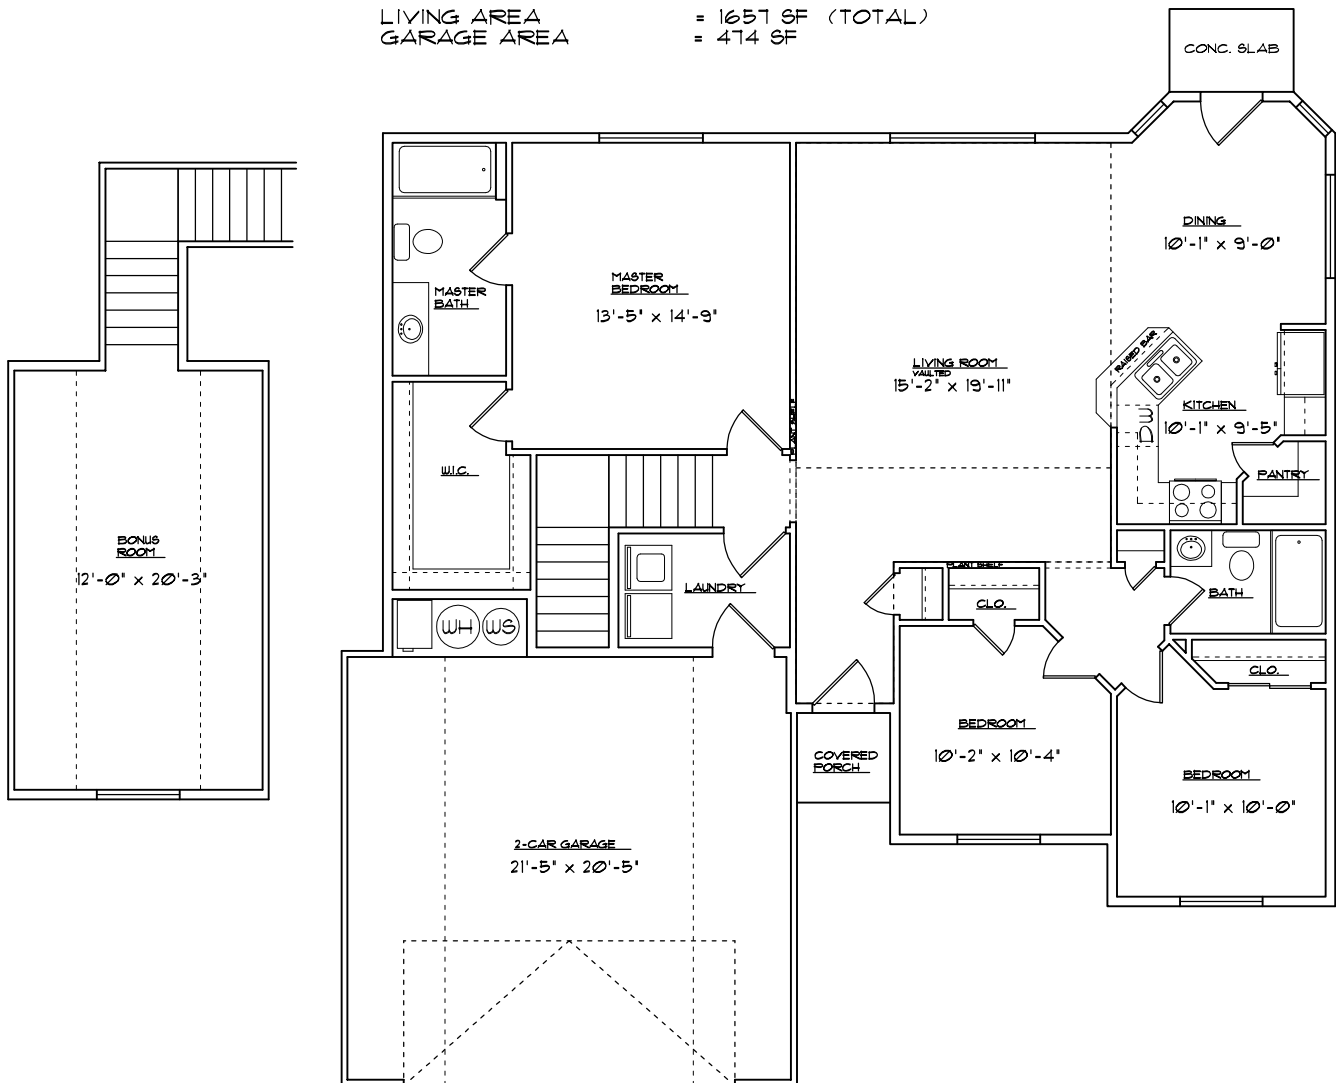 LIVING AREA = 1657 SF (TOTAL)
GARAGE AREA = 474 SF
CONC. SLAB
DINING
10'-1" x 9'-0"
MASTER
BEDROOM
13'-5" x 14'-9"
MASTER
BATH
RAISED BAR
LIVING ROOM
VAULTED
15'-2" x 19'-11"
KITCHEN
10'-1" x 9'-5"
DW
PLANT SHELF
W.I.C.
PANTRY
BONUS
ROOM
12'-0" x 20'-3"
PLANT SHELF
LAUNDRY
CLO.
BATH
WH
WS
CLO.
BEDROOM
10'-2" x 10'-4"
COVERED
PORCH
BEDROOM
10'-1" x 10'-0"
2-CAR GARAGE
21'-5" x 20'-5"